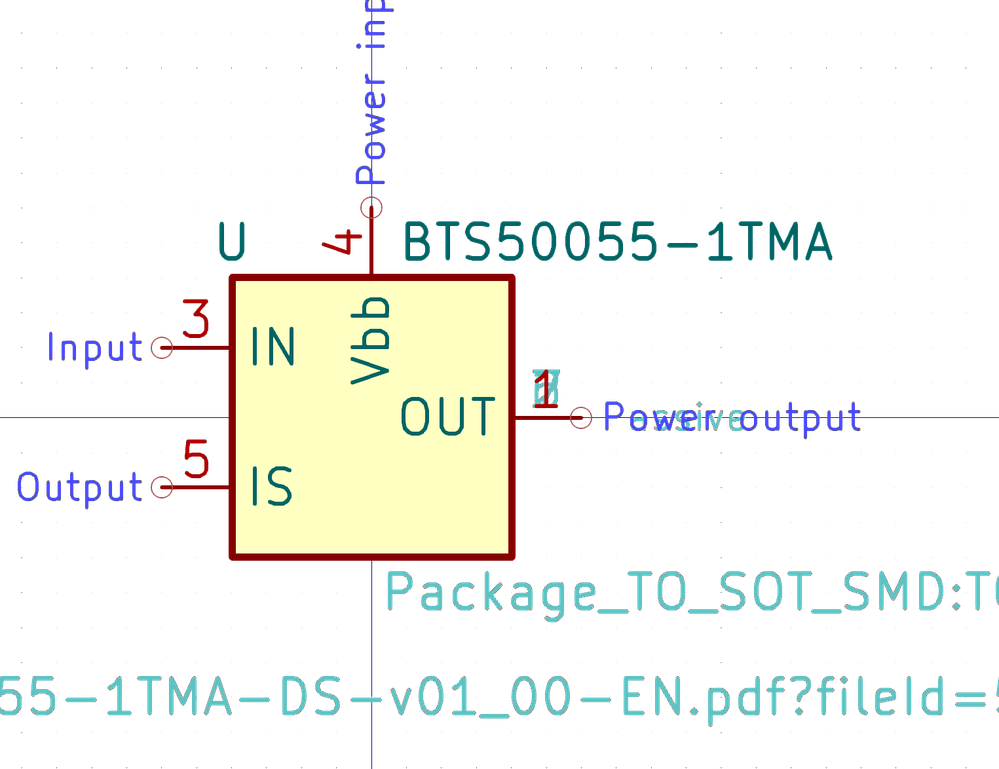 Power inp
U
4
BTS50055-1TMA
3
Input
IN
Vbb
1
OUT
Power output
5
Output
IS
Package_TO_SOT_SMD:TO
55-1TMA-DS-v01_00-EN.pdf?fileId=5